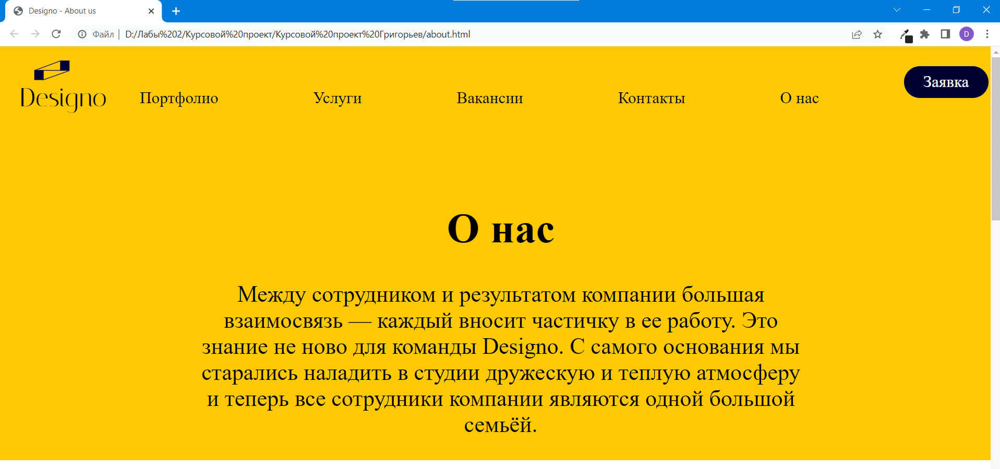 Designo - About us
Файл | D:/Лабы%202/Курсовой%20проект/Курсовой%20проект%20Григорьев/about.html
D
Designo
Портфолио
Услуги
Вакансии
Контакты
О нас
Заявка
О нас
Между сотрудником и результатом компании большая
взаимосвязь — каждый вносит частичку в ее работу. Это
знание не ново для команды Designo. С самого основания мы
старались наладить в студии дружескую и теплую атмосферу
и теперь все сотрудники компании являются одной большой
семьёй.